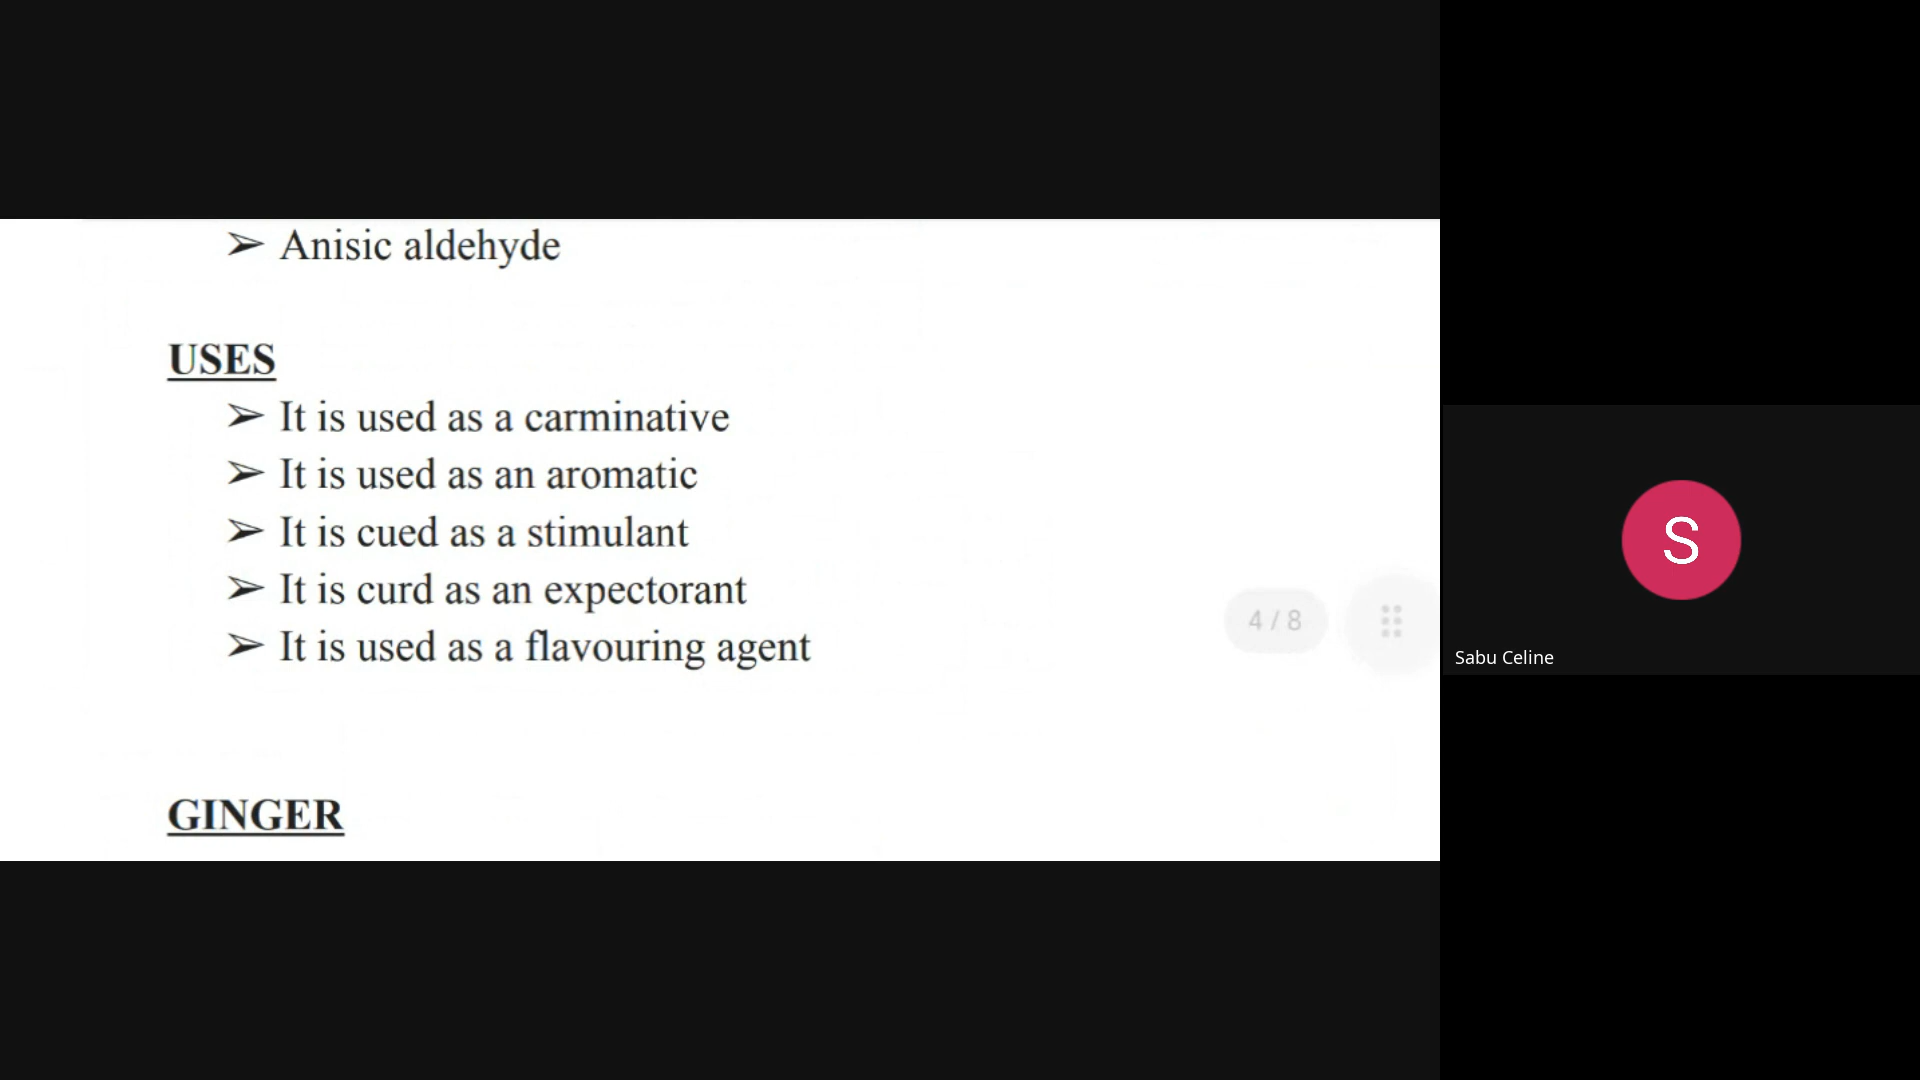 ➢ Anisic aldehyde
USES
➢ It is used as a carminative
➢ It is used as an aromatic
➢ It is cued as a stimulant
➢ It is curd as an expectorant
➢ It is used as a flavouring agent
4 / 8
GINGER
S
Sabu Celine